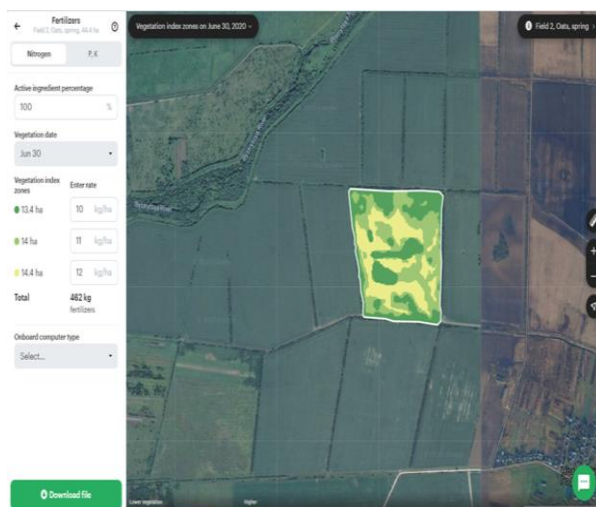 Fertilizers
Field 2, Oats, spring, 44.4 ha
Nitrogen
P, K
Active ingredient percentage
100 %
Vegetation date
Jun 30
Vegetation index zones
Enter rate
13.4 ha
10 kg/ha
14 ha
11 kg/ha
14.4 ha
12 kg/ha
Total
462 kg
fertilizers
Onboard computer type
Select...
Download file
Vegetation index zones on June 30, 2020
Field 2, Oats, spring
Lower vegetation
Higher